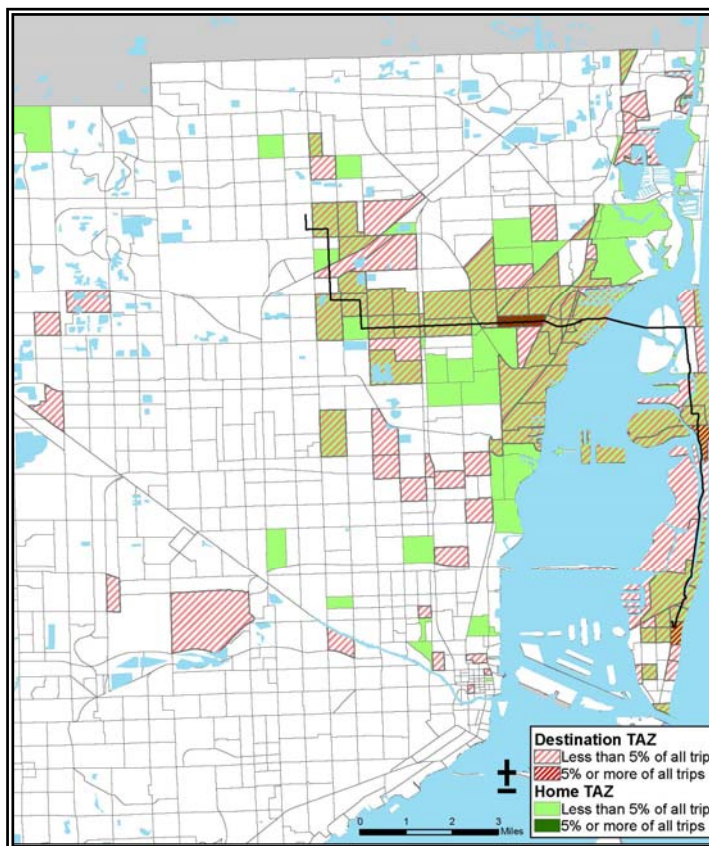 Destination TAZ
Less than 5% of all trip
5% or more of all trips
Home TAZ
Less than 5% of all trip
5% or more of all trips
0 1 2 3
Miles